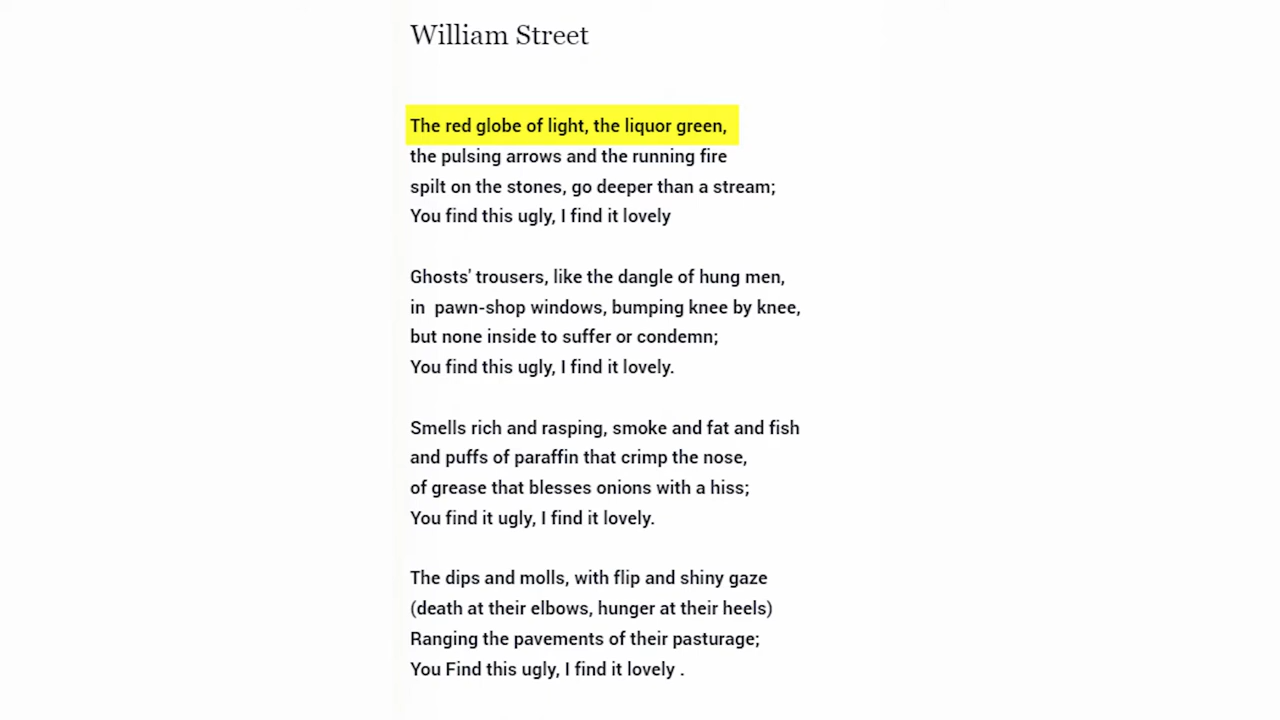 William Street
The red globe of light, the liquor green,
the pulsing arrows and the running fire
spilt on the stones, go deeper than a stream;
You find this ugly, I find it lovely
Ghosts' trousers, like the dangle of hung men,
in  pawn-shop windows, bumping knee by knee,
but none inside to suffer or condemn;
You find this ugly, I find it lovely.
Smells rich and rasping, smoke and fat and fish
and puffs of paraffin that crimp the nose,
of grease that blesses onions with a hiss;
You find it ugly, I find it lovely.
The dips and molls, with flip and shiny gaze
(death at their elbows, hunger at their heels)
Ranging the pavements of their pasturage;
You Find this ugly, I find it lovely .